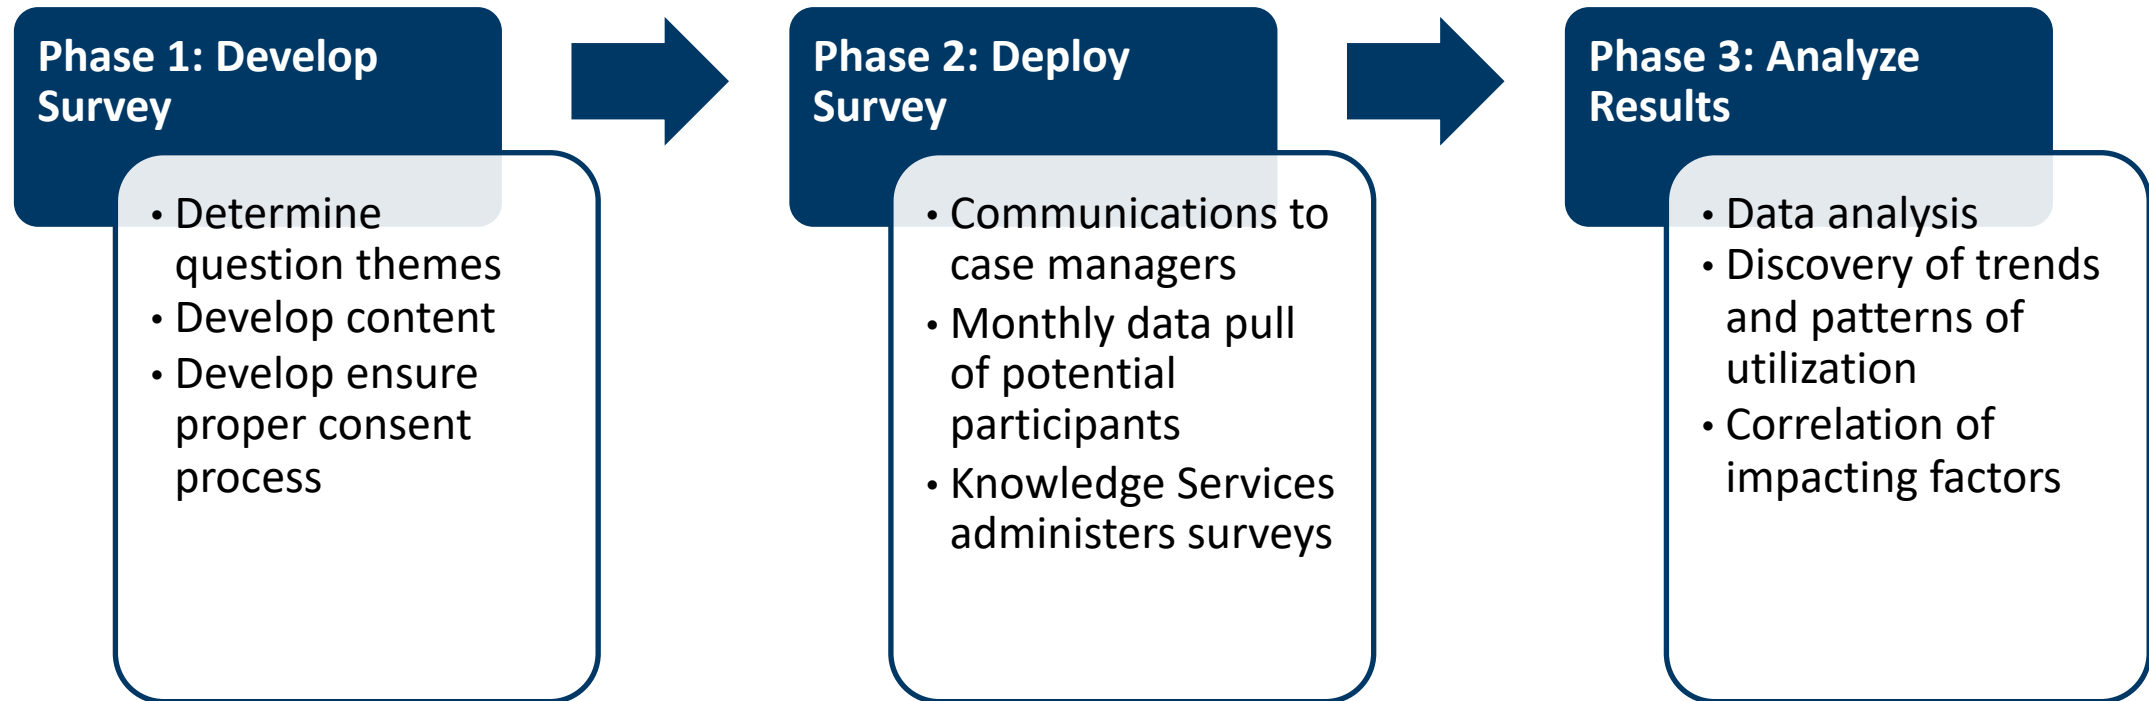 Phase 1: Develop
Survey
• Determine
question themes
• Develop content
• Develop ensure
proper consent
process
Phase 2: Deploy
Survey
• Communications to
case managers
• Monthly data pull
of potential
participants
• Knowledge Services
administers surveys
Phase 3: Analyze
Results
• Data analysis
• Discovery of trends
and patterns of
utilization
• Correlation of
impacting factors